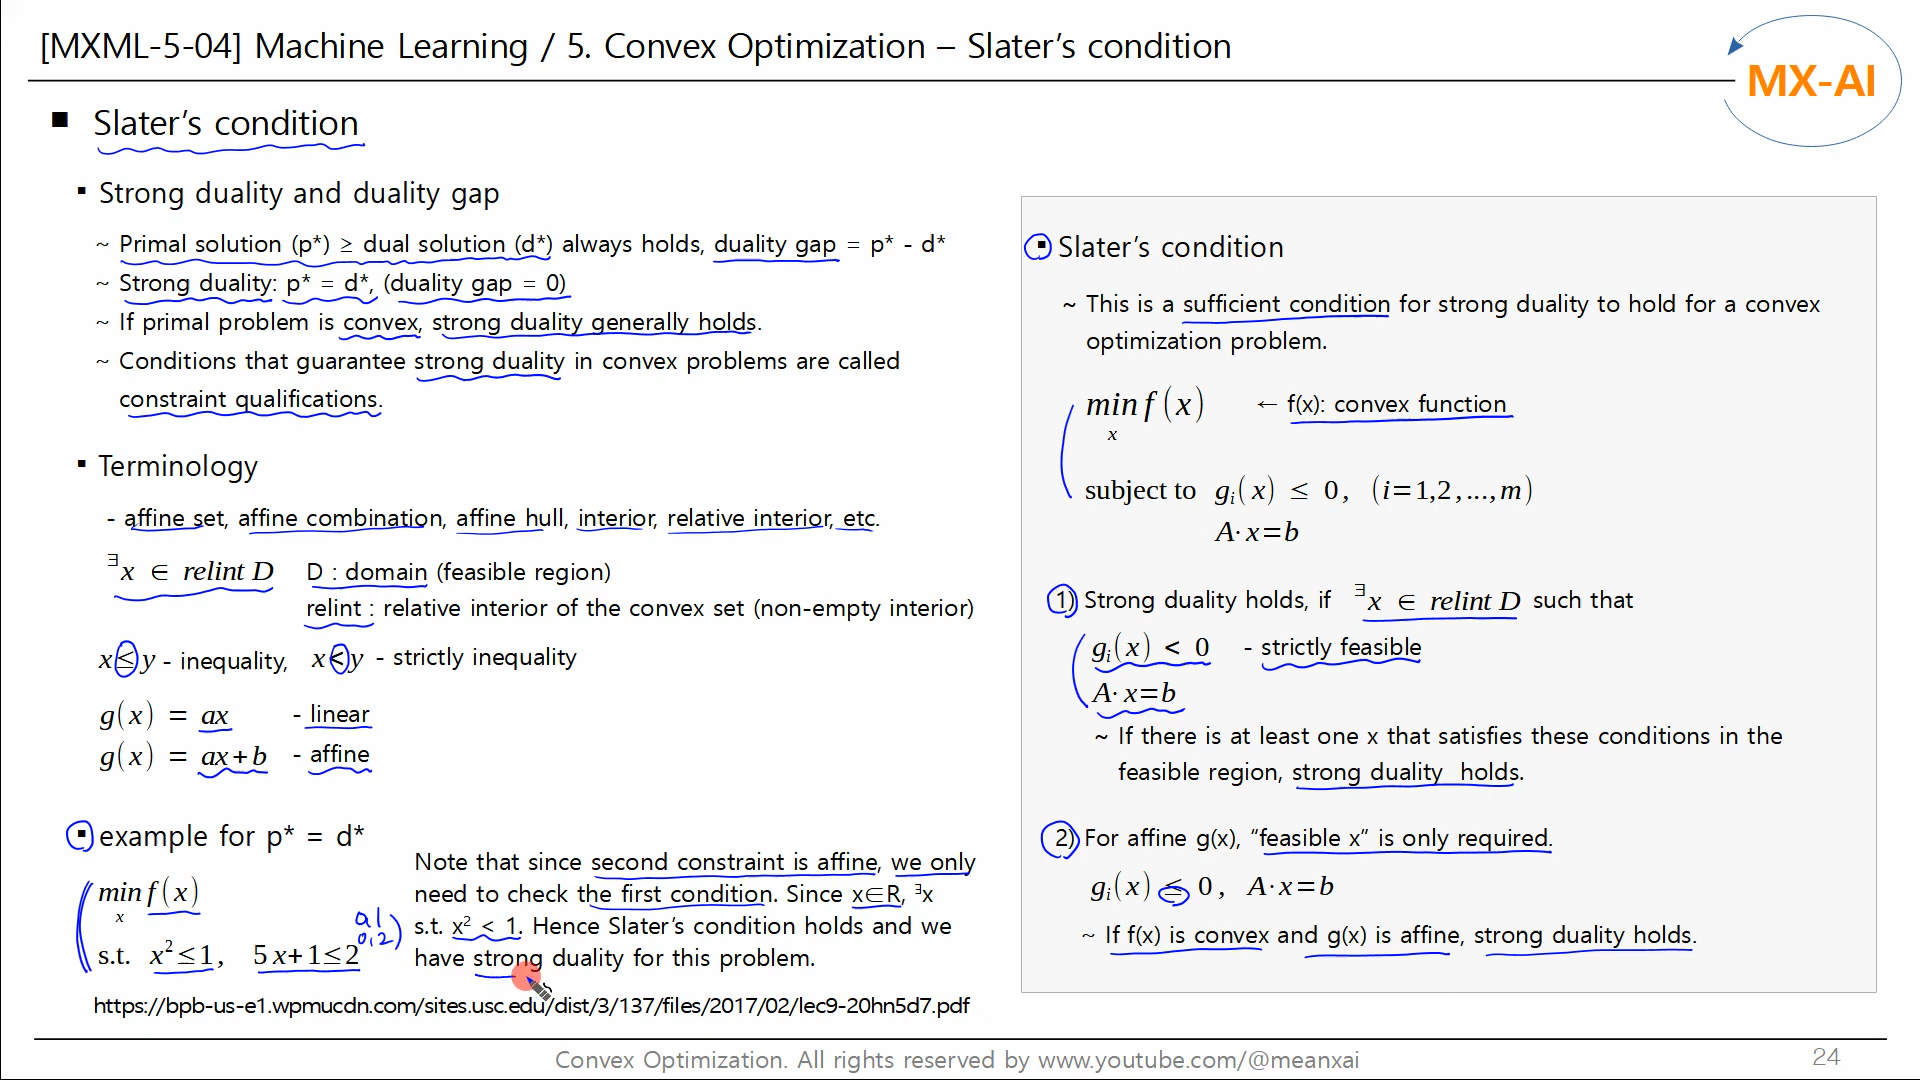 [MXML-5-04] Machine Learning / 5. Convex Optimization – Slater's condition
MX-AI
■ Slater's condition
▪ Strong duality and duality gap
~ Primal solution (p*) ≥ dual solution (d*) always holds, duality gap = p* - d*
~ Strong duality: p* = d*, (duality gap = 0)
~ If primal problem is convex, strong duality generally holds.
~ Conditions that guarantee strong duality in convex problems are called
constraint qualifications.
▪ Terminology
- affine set, affine combination, affine hull, interior, relative interior, etc.
∃x ∈ relint D D : domain (feasible region)
relint : relative interior of the convex set (non-empty interior)
x ≤ y - inequality, x < y - strictly inequality
g(x) = ax - linear
g(x) = ax+b - affine
▪ example for p* = d*
min f(x)
x
s.t. x² ≤ 1, 5x+1 ≤ 2
0,2
Note that since second constraint is affine, we only
need to check the first condition. Since x∈R, ∃x
s.t. x² < 1. Hence Slater's condition holds and we
have strong duality for this problem.
https://bpb-us-e1.wpmucdn.com/sites.usc.edu/dist/3/137/files/2017/02/lec9-20hn5d7.pdf
▪ Slater's condition
~ This is a sufficient condition for strong duality to hold for a convex
optimization problem.
min f(x) ← f(x): convex function
x
subject to gᵢ(x) ≤ 0, (i=1,2,...,m)
A·x=b
1) Strong duality holds, if ∃x ∈ relint D such that
gᵢ(x) < 0 - strictly feasible
A·x=b
~ If there is at least one x that satisfies these conditions in the
feasible region, strong duality holds.
2) For affine g(x), “feasible x” is only required.
gᵢ(x) ≤ 0, A·x=b
~ If f(x) is convex and g(x) is affine, strong duality holds.
Convex Optimization. All rights reserved by www.youtube.com/@meanxai
24